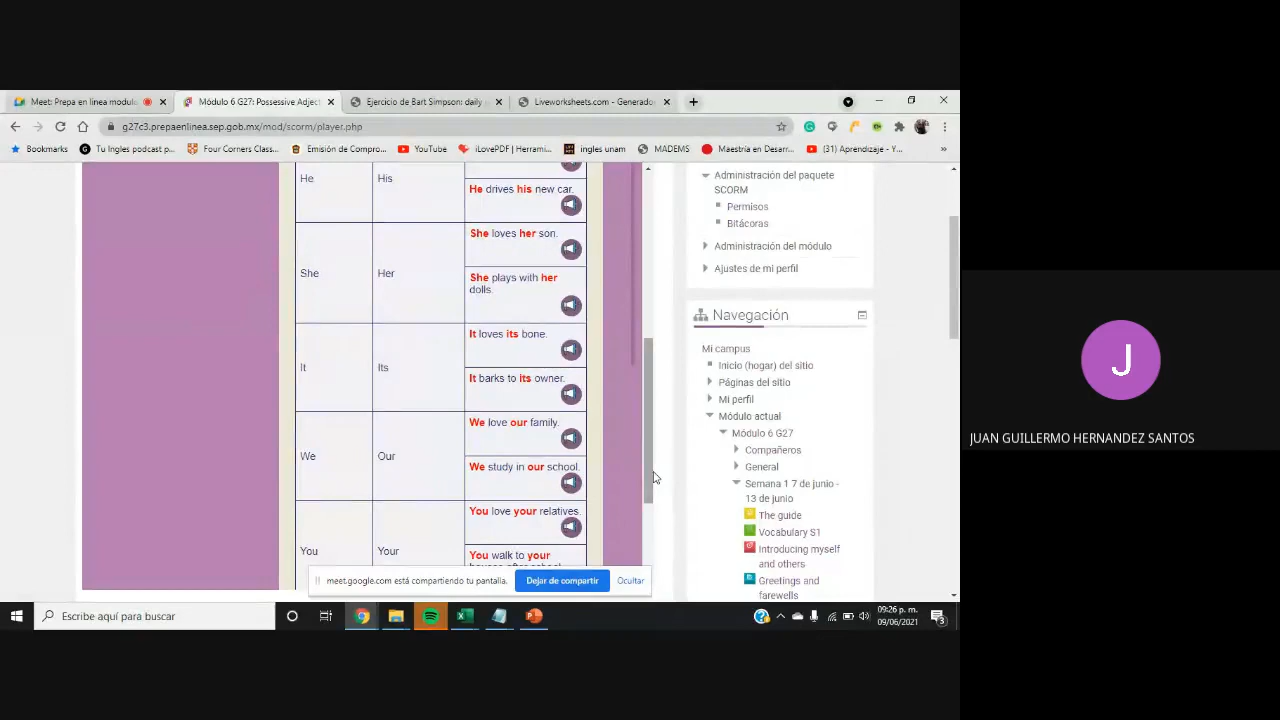 Meet: Prepa en linea modulo
Módulo 6 G27: Possessive Adject
Ejercicio de Bart Simpson: daily
Liveworksheets.com - Generado
g27c3.prepaenlinea.sep.gob.mx/mod/scorm/player.php
Bookmarks
Tu Ingles podcast p...
Four Corners Class...
Emisión de Compro...
YouTube
iLovePDF | Herrami...
ingles unam
MADEMS
Maestría en Desarr...
(31) Aprendizaje - Y...
»
He
His
He drives his new car.
She
Her
She loves her son.
She plays with her
dolls.
It
Its
It loves its bone.
It barks to its owner.
We
Our
We love our family.
We study in our school.
You
Your
You love your relatives.
You walk to your
Administración del paquete
SCORM
Permisos
Bitácoras
Administración del módulo
Ajustes de mi perfil
Navegación
Mi campus
Inicio (hogar) del sitio
Páginas del sitio
Mi perfil
Módulo actual
Módulo 6 G27
Compañeros
General
Semana 1 7 de junio -
13 de junio
The guide
Vocabulary S1
Introducing myself
and others
Greetings and
farewells
meet.google.com está compartiendo tu pantalla.
Dejar de compartir
Ocultar
Escribe aquí para buscar
09:26 p. m.
09/06/2021
3
J
JUAN GUILLERMO HERNANDEZ SANTOS